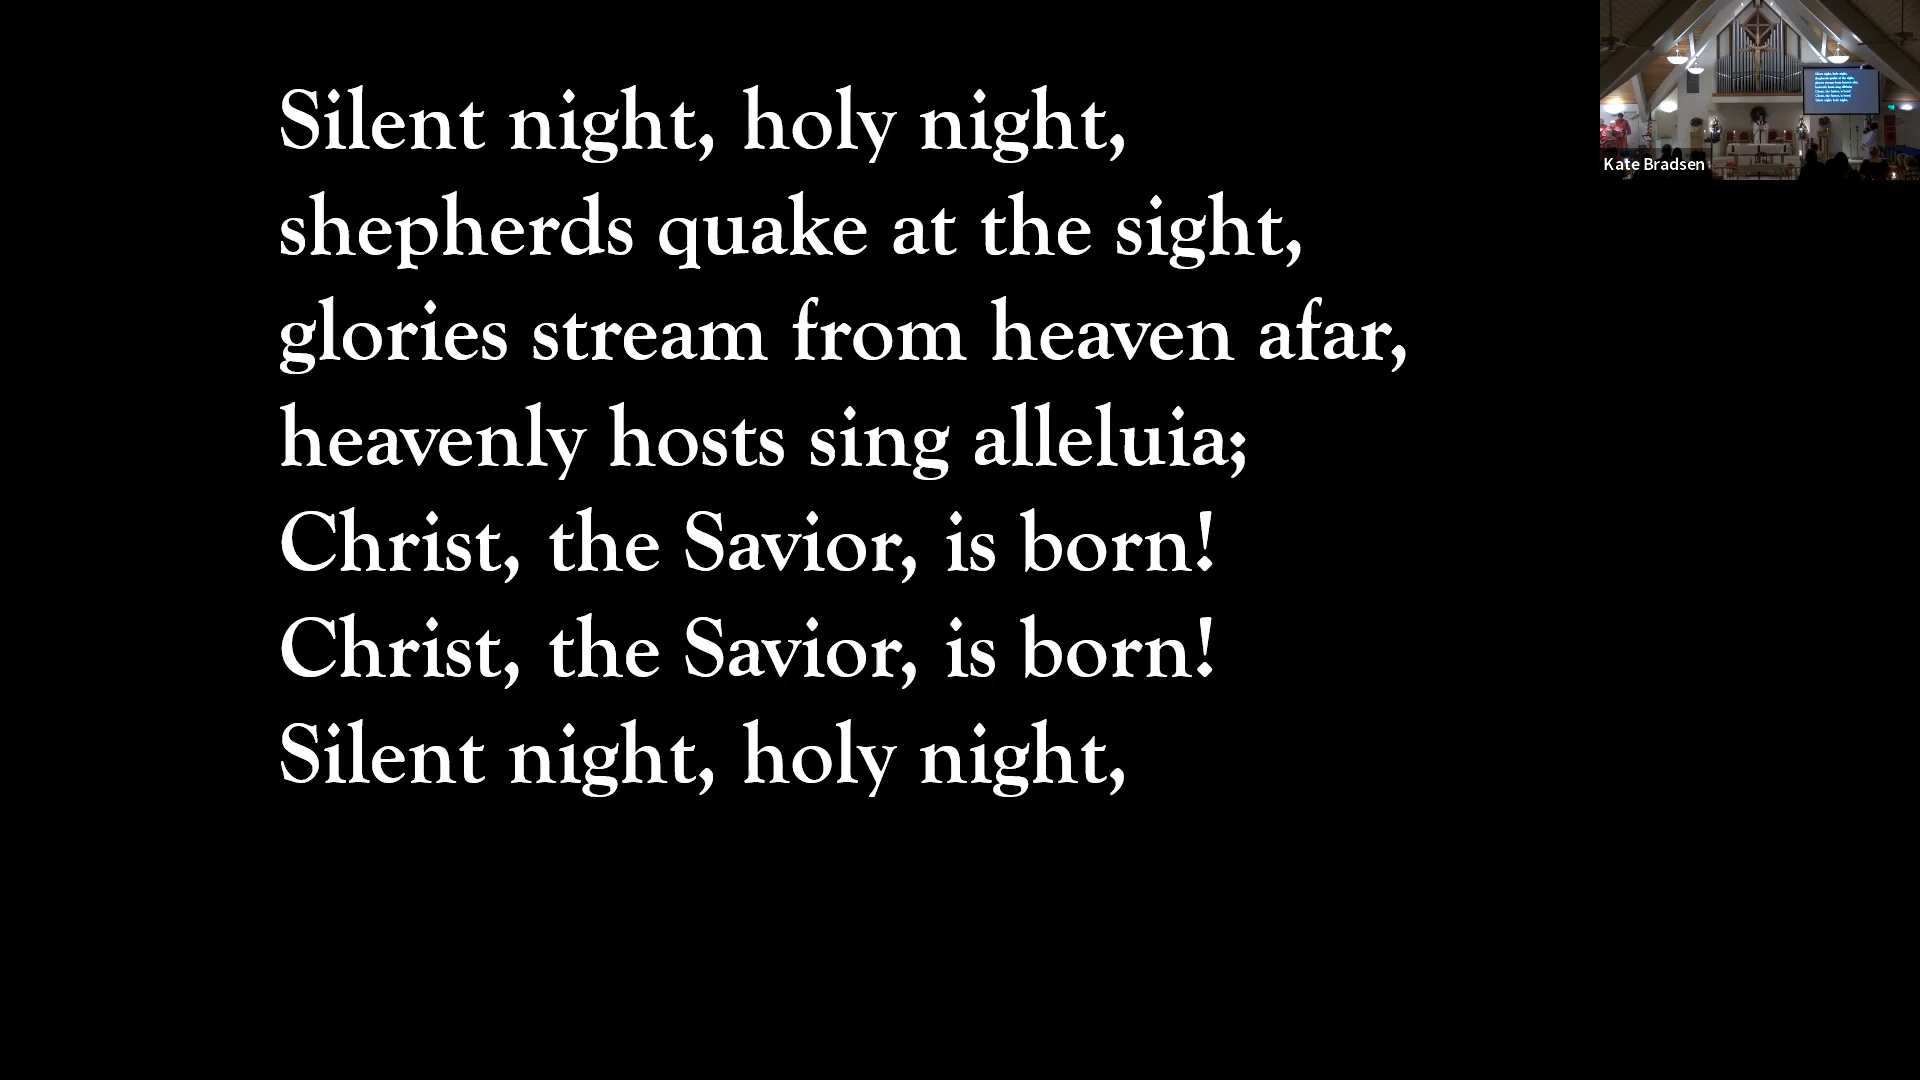 Silent night, holy night,
shepherds quake at the sight,
glories stream from heaven afar,
heavenly hosts sing alleluia;
Christ, the Savior, is born!
Christ, the Savior, is born!
Silent night, holy night,
Kate Bradsen